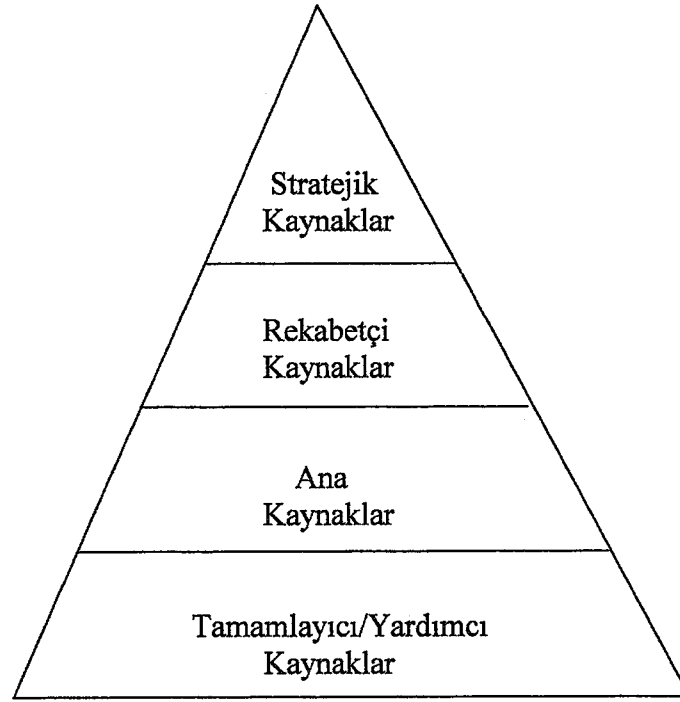 Stratejik
Kaynaklar
Rekabetçi
Kaynaklar
Ana
Kaynaklar
Tamamlayıcı/Yardımcı
Kaynaklar